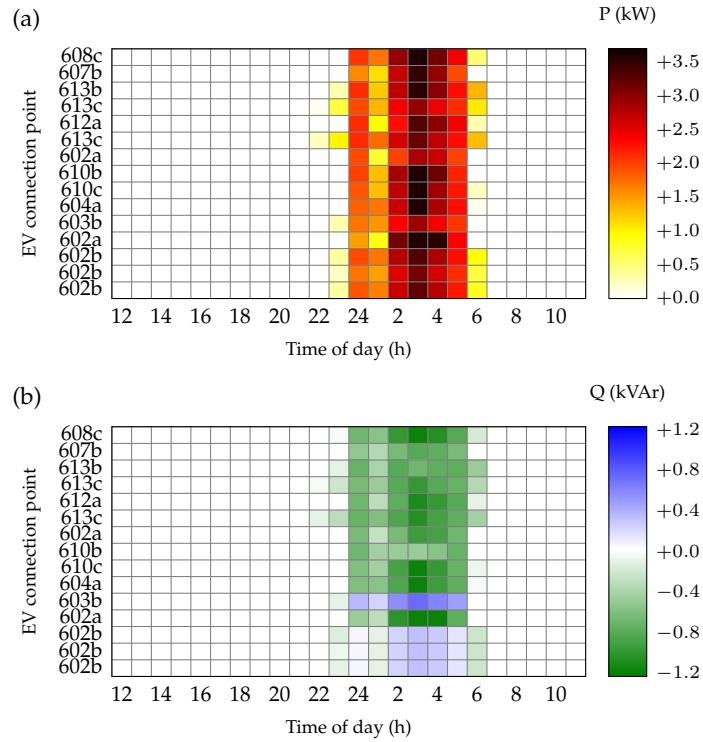 (a)
P (kW)
EV connection point
608c
607b
613b
613c
612a
613c
602a
610b
610c
604a
603b
602a
602b
602b
602b
+3.5
+3.0
+2.5
+2.0
+1.5
+1.0
+0.5
+0.0
12 14 16 18 20 22 24 2 4 6 8 10
Time of day (h)
(b)
Q (kVAr)
EV connection point
608c
607b
613b
613c
612a
613c
602a
610b
610c
604a
603b
602a
602b
602b
602b
+1.2
+0.8
+0.4
+0.0
−0.4
−0.8
−1.2
12 14 16 18 20 22 24 2 4 6 8 10
Time of day (h)